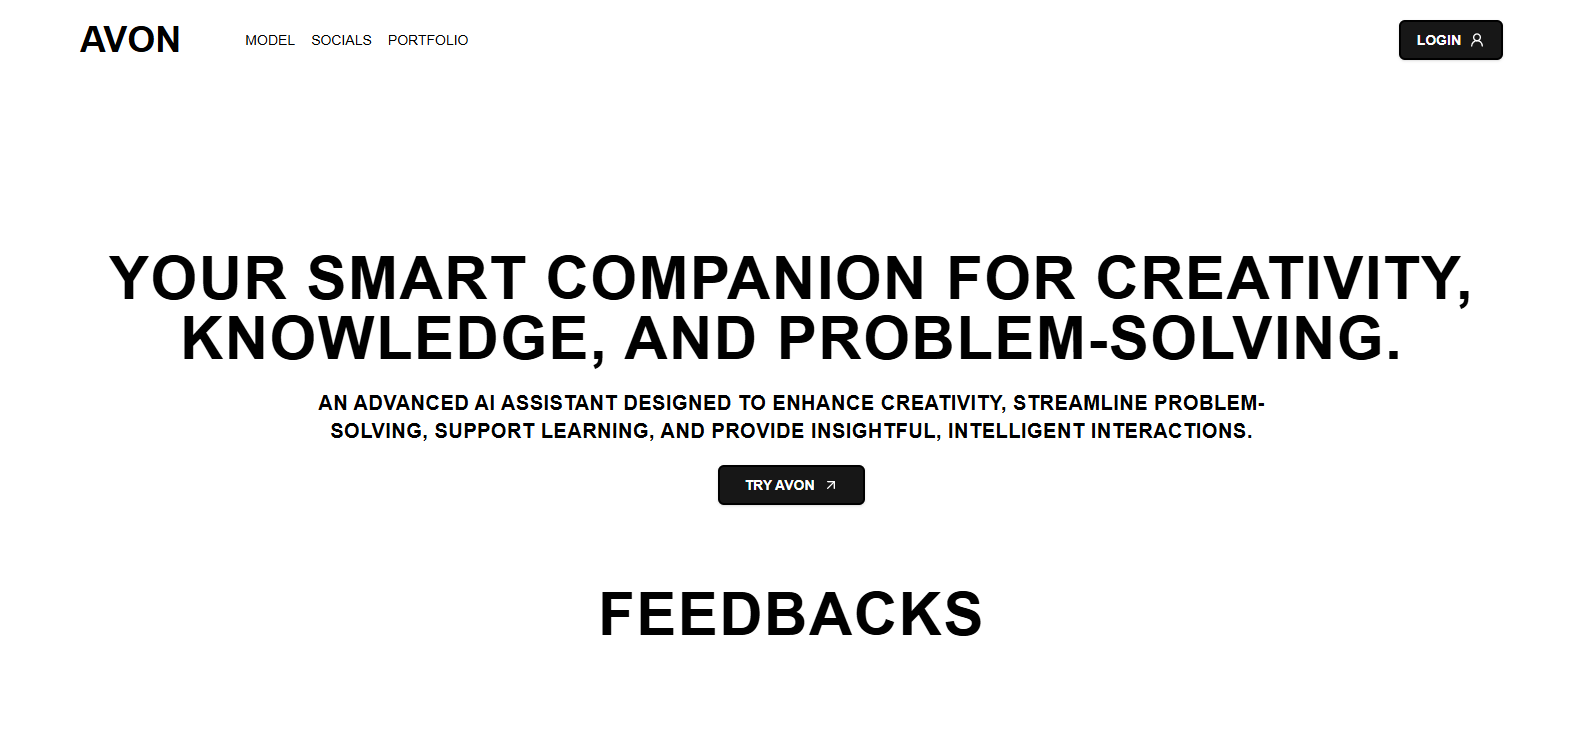 AVON
MODEL SOCIALS PORTFOLIO
LOGIN
YOUR SMART COMPANION FOR CREATIVITY,
KNOWLEDGE, AND PROBLEM-SOLVING.
AN ADVANCED AI ASSISTANT DESIGNED TO ENHANCE CREATIVITY, STREAMLINE PROBLEM-
SOLVING, SUPPORT LEARNING, AND PROVIDE INSIGHTFUL, INTELLIGENT INTERACTIONS.
TRY AVON
FEEDBACKS